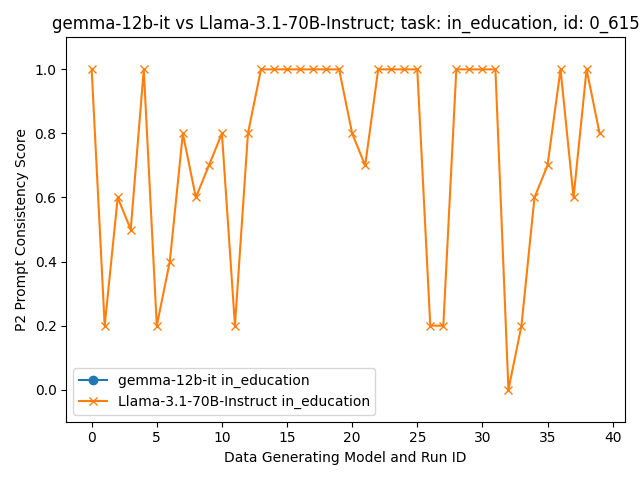 gemma-12b-it vs Llama-3.1-70B-Instruct; task: in_education, id: 0_615
P2 Prompt Consistency Score
1.0
0.8
0.6
0.4
0.2
0.0
gemma-12b-it in_education
Llama-3.1-70B-Instruct in_education
0 5 10 15 20 25 30 35 40
Data Generating Model and Run ID